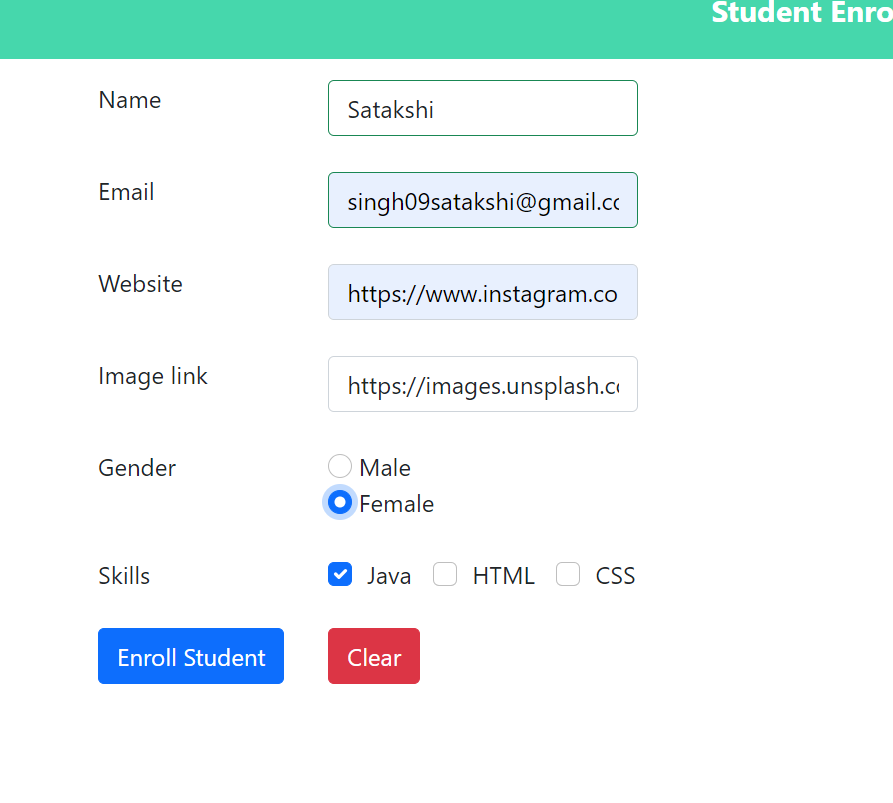 Student Enro
Name
Satakshi
Email
singh09satakshi@gmail.co
Website
https://www.instagram.co
Image link
https://images.unsplash.co
Gender
Male
Female
Skills
Java HTML CSS
Enroll Student Clear